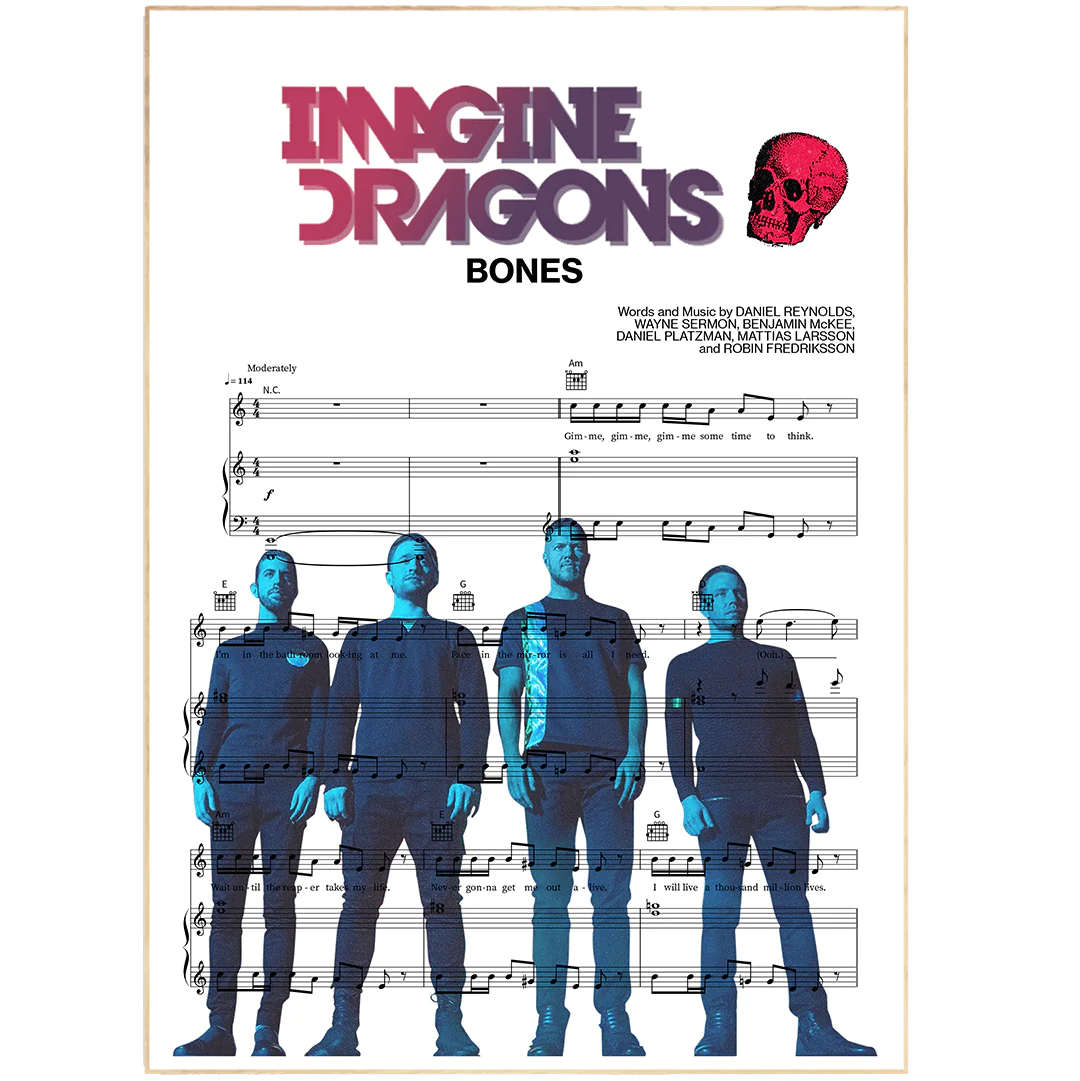 IMAGINE
DRAGONS
BONES
Words and Music by DANIEL REYNOLDS,
WAYNE SERMON, BENJAMIN McKEE,
DANIEL PLATZMAN, MATTIAS LARSSON
and ROBIN FREDRIKSSON
Moderately
♩= 114
N.C.
Am
Gim - me, gim - me, gim - me some time to think.
f
E G D
I'm in the bath-room look-ing at me. Face in the mir-ror is all I need. (Ooh.)
Am E G
Wait un - til the reap - er takes my life. Nev-er gon-na get me out a - live. I will live a thou-sand mil-lion lives.